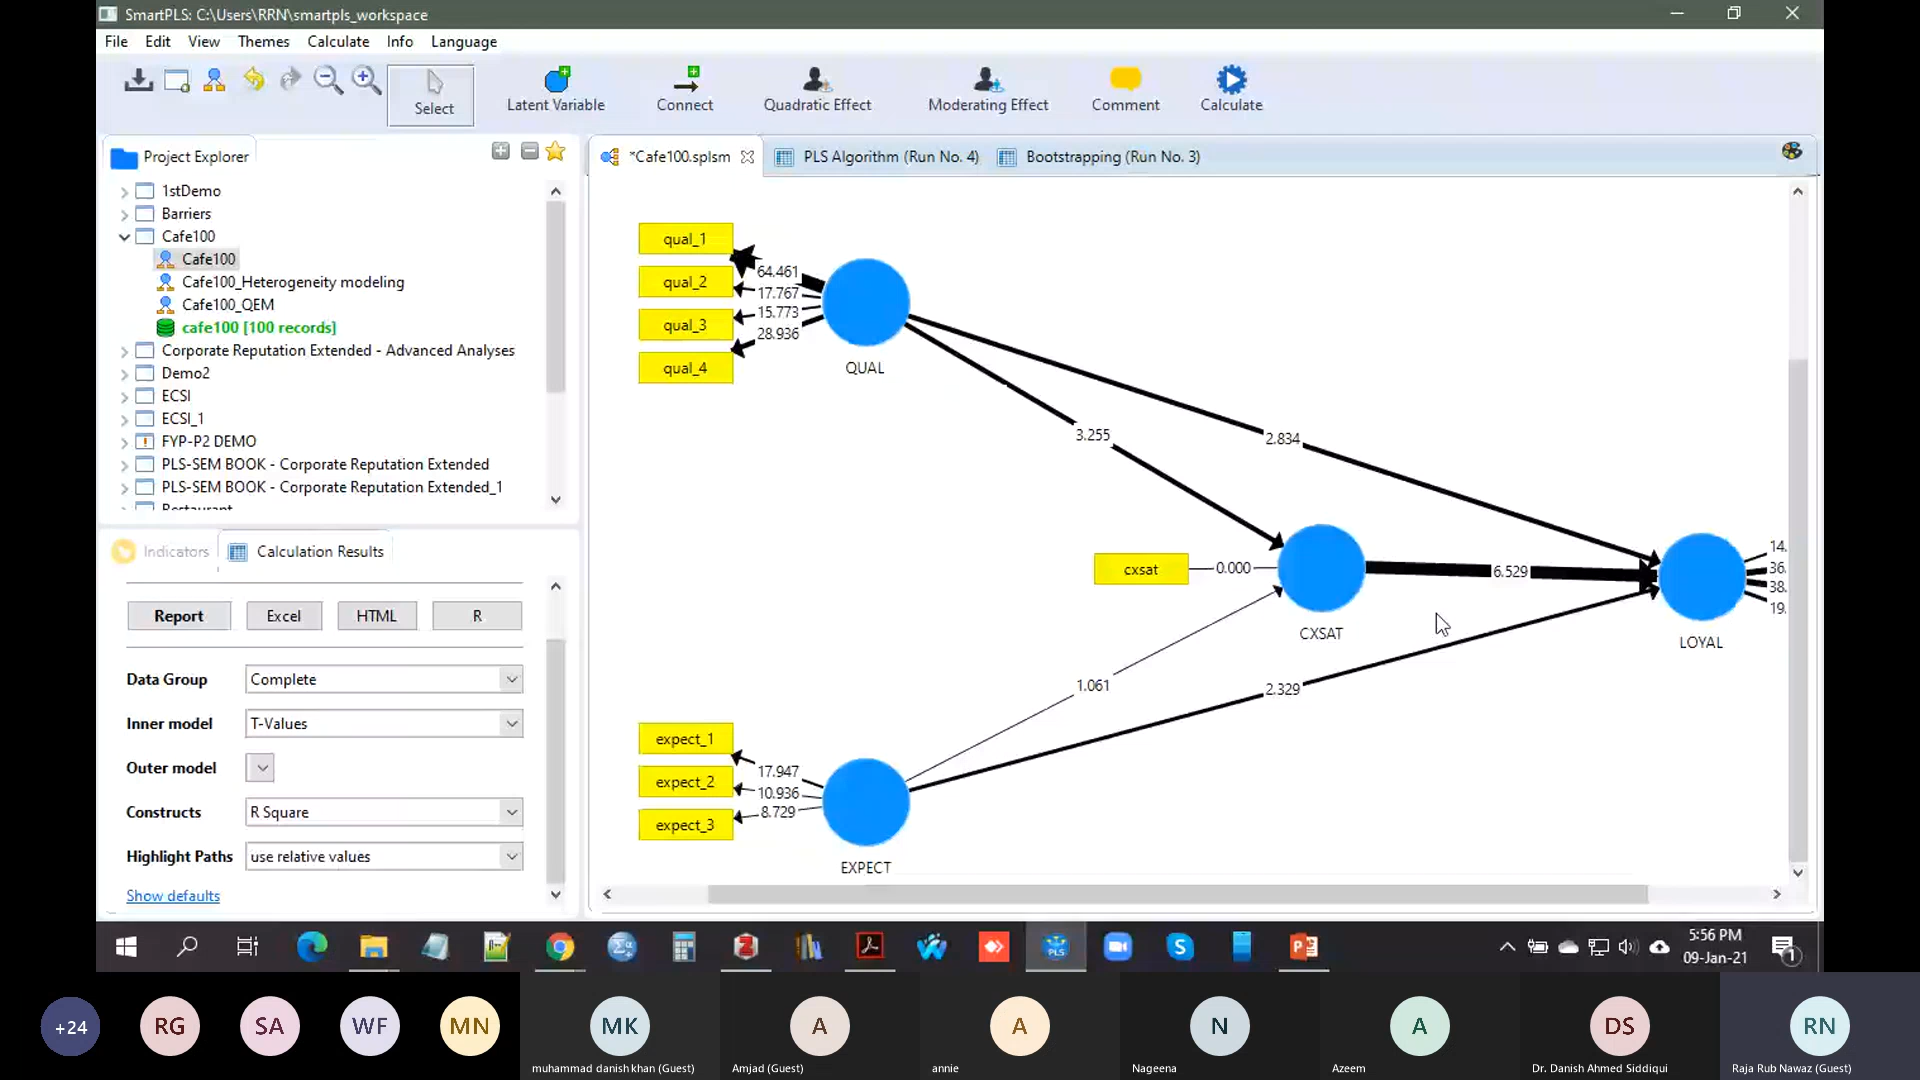 SmartPLS: C:\Users\RRN\smartpls_workspace
File Edit View Themes Calculate Info Language
Select
Latent Variable
Connect
Quadratic Effect
Moderating Effect
Comment
Calculate
Project Explorer
*Cafe100.splsm
PLS Algorithm (Run No. 4)
Bootstrapping (Run No. 3)
1stDemo
Barriers
Cafe100
Cafe100
Cafe100_Heterogeneity modeling
Cafe100_QEM
cafe100 [100 records]
Corporate Reputation Extended - Advanced Analyses
Demo2
ECSI
ECSI_1
FYP-P2 DEMO
PLS-SEM BOOK - Corporate Reputation Extended
PLS-SEM BOOK - Corporate Reputation Extended_1
Restaurant
Indicators
Calculation Results
Report
Excel
HTML
R
Data Group Complete
Inner model T-Values
Outer model
Constructs R Square
Highlight Paths use relative values
Show defaults
qual_1
qual_2
qual_3
qual_4
64.461
17.767
15.773
28.936
QUAL
3.255
2.834
cxsat
0.000
CXSAT
6.529
LOYAL
14.
36.
38.
19.
1.061
2.329
expect_1
expect_2
expect_3
17.947
10.936
8.729
EXPECT
PLS
5:56 PM
09-Jan-21
1
+24
RG
SA
WF
MN
MK
muhammad danish khan (Guest)
A
Amjad (Guest)
A
annie
N
Nageena
A
Azeem
DS
Dr. Danish Ahmed Siddiqui
RN
Raja Rub Nawaz (Guest)